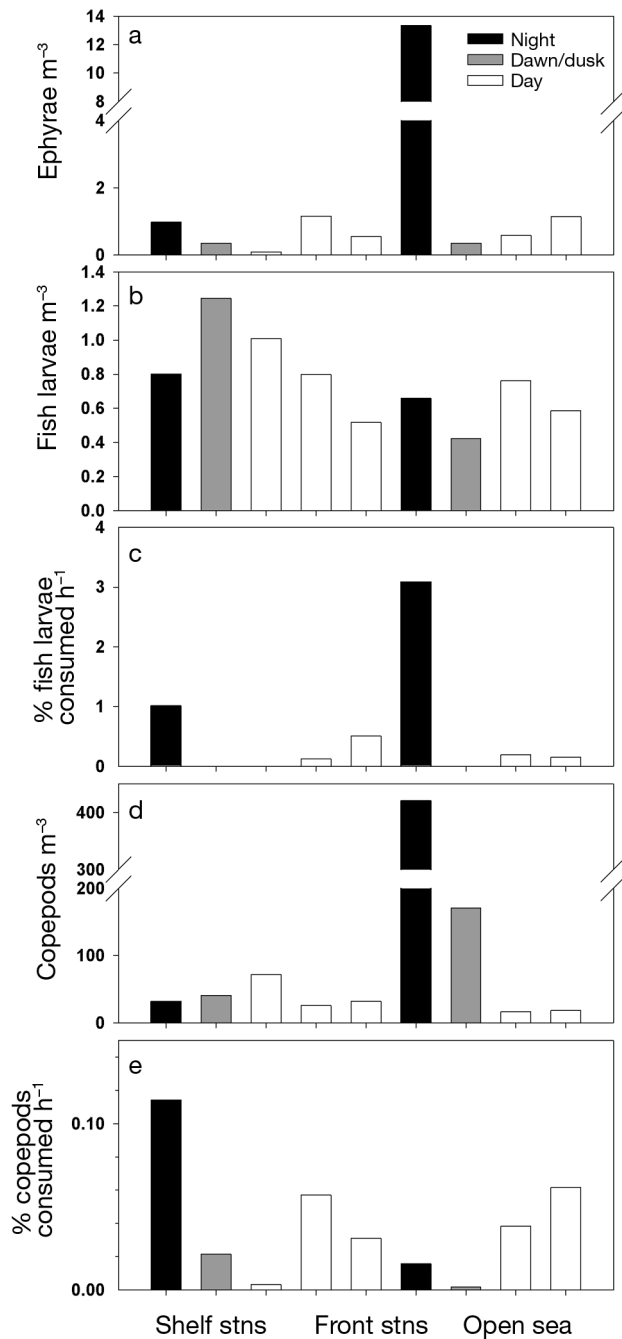 14
a
12
10
8
4
2
0
Ephyrae m⁻³
Night
Dawn/dusk
Day
1.4
b
1.2
1.0
0.8
0.6
0.4
0.2
0.0
Fish larvae m⁻³
4
c
3
2
1
0
% fish larvae
consumed h⁻¹
400
d
300
200
100
0
Copepods m⁻³
e
0.10
0.00
% copepods
consumed h⁻¹
Shelf stns Front stns Open sea